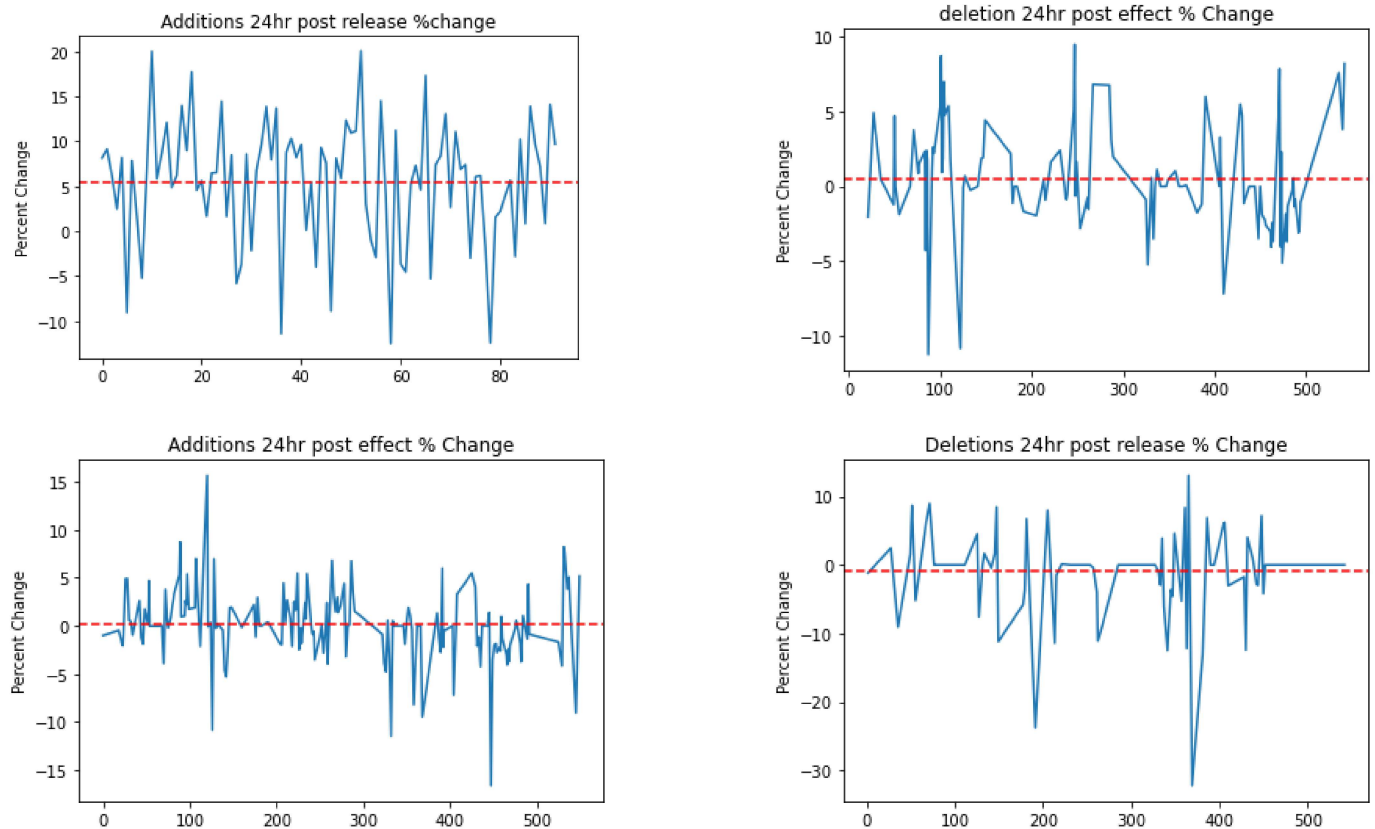 Additions 24hr post release %change
Percent Change
20
15
10
5
0
−5
−10
0 20 40 60 80
deletion 24hr post effect % Change
Percent Change
10
5
0
−5
−10
0 100 200 300 400 500
Additions 24hr post effect % Change
Percent Change
15
10
5
0
−5
−10
−15
0 100 200 300 400 500
Deletions 24hr post release % Change
Percent Change
10
0
−10
−20
−30
0 100 200 300 400 500